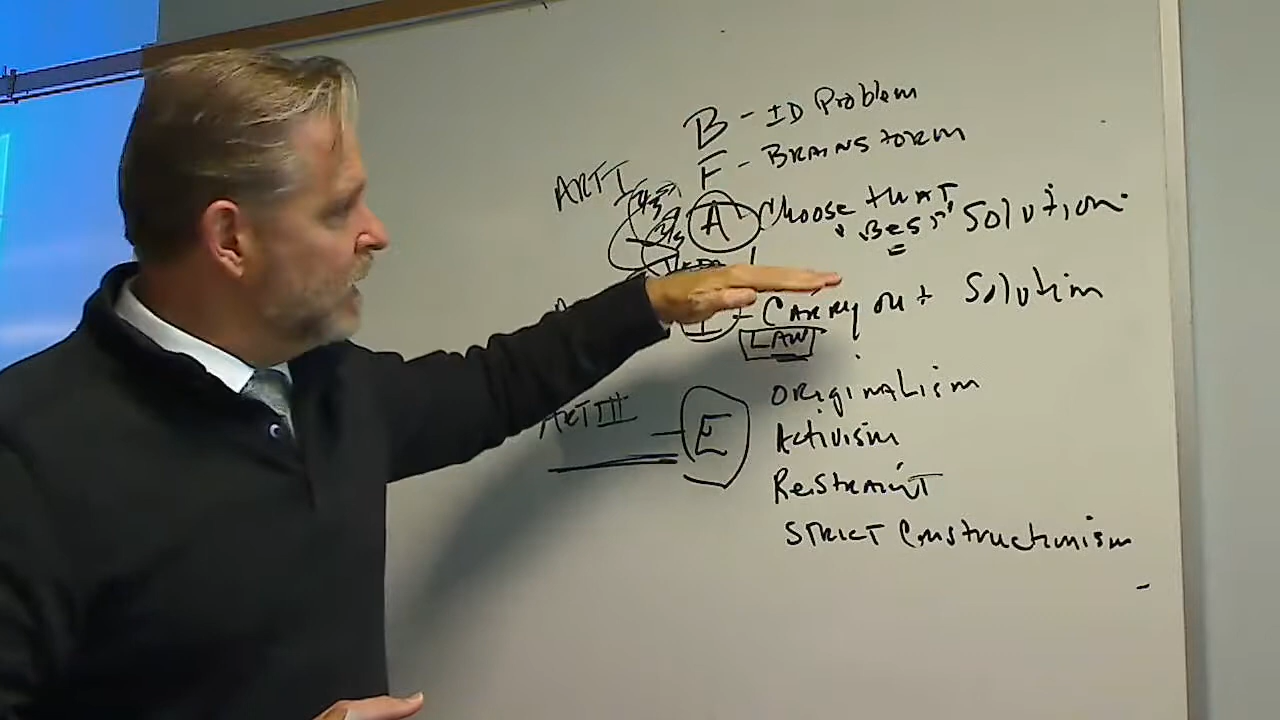 B - ID Problem
F - BRAINSTORM
ART I
A Choose that
"Best" Solution
I - CARRY out Solution
LAW
ORiginALism
ART III - E
Activism
ReStRAiNT
STRICT Constructionism